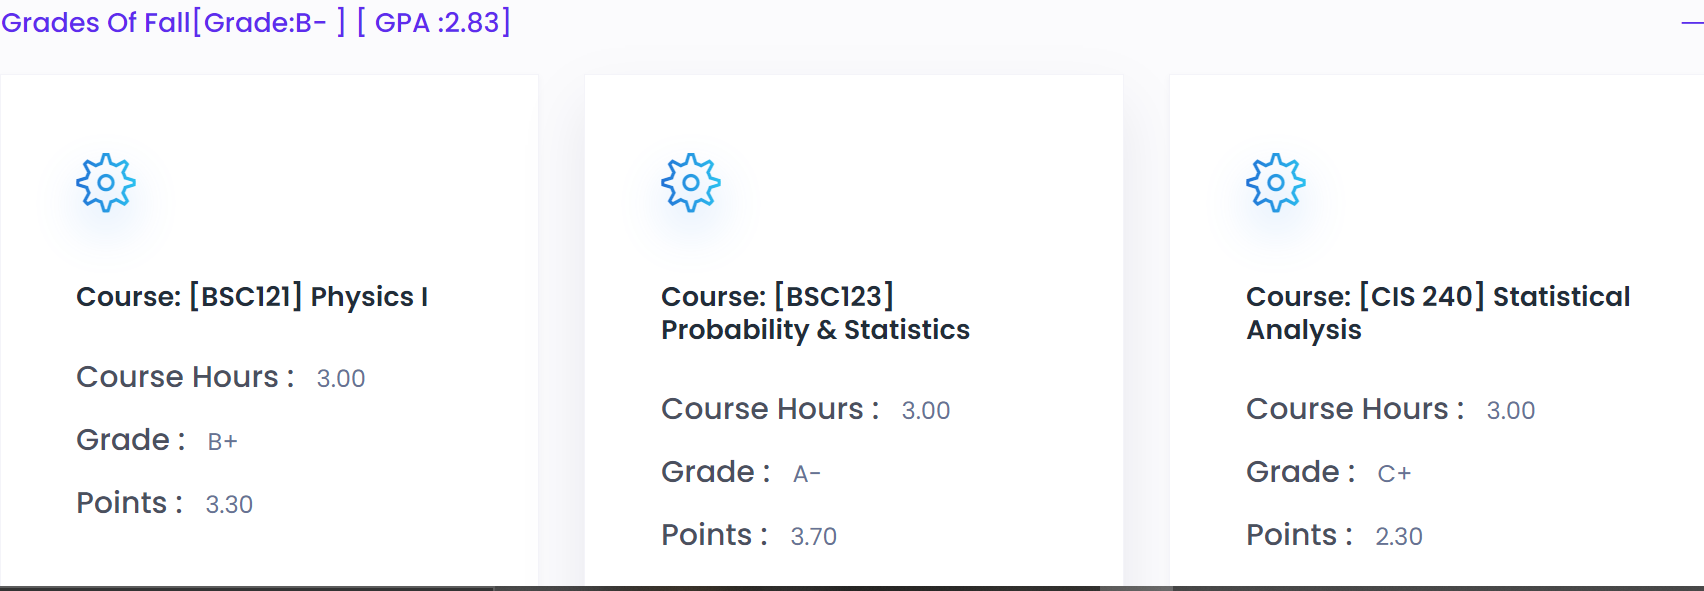 Grades Of Fall[Grade:B- ] [ GPA :2.83]
Course: [BSC121] Physics I
Course Hours : 3.00
Grade : B+
Points : 3.30
Course: [BSC123]
Probability & Statistics
Course Hours : 3.00
Grade : A-
Points : 3.70
Course: [CIS 240] Statistical
Analysis
Course Hours : 3.00
Grade : C+
Points : 2.30